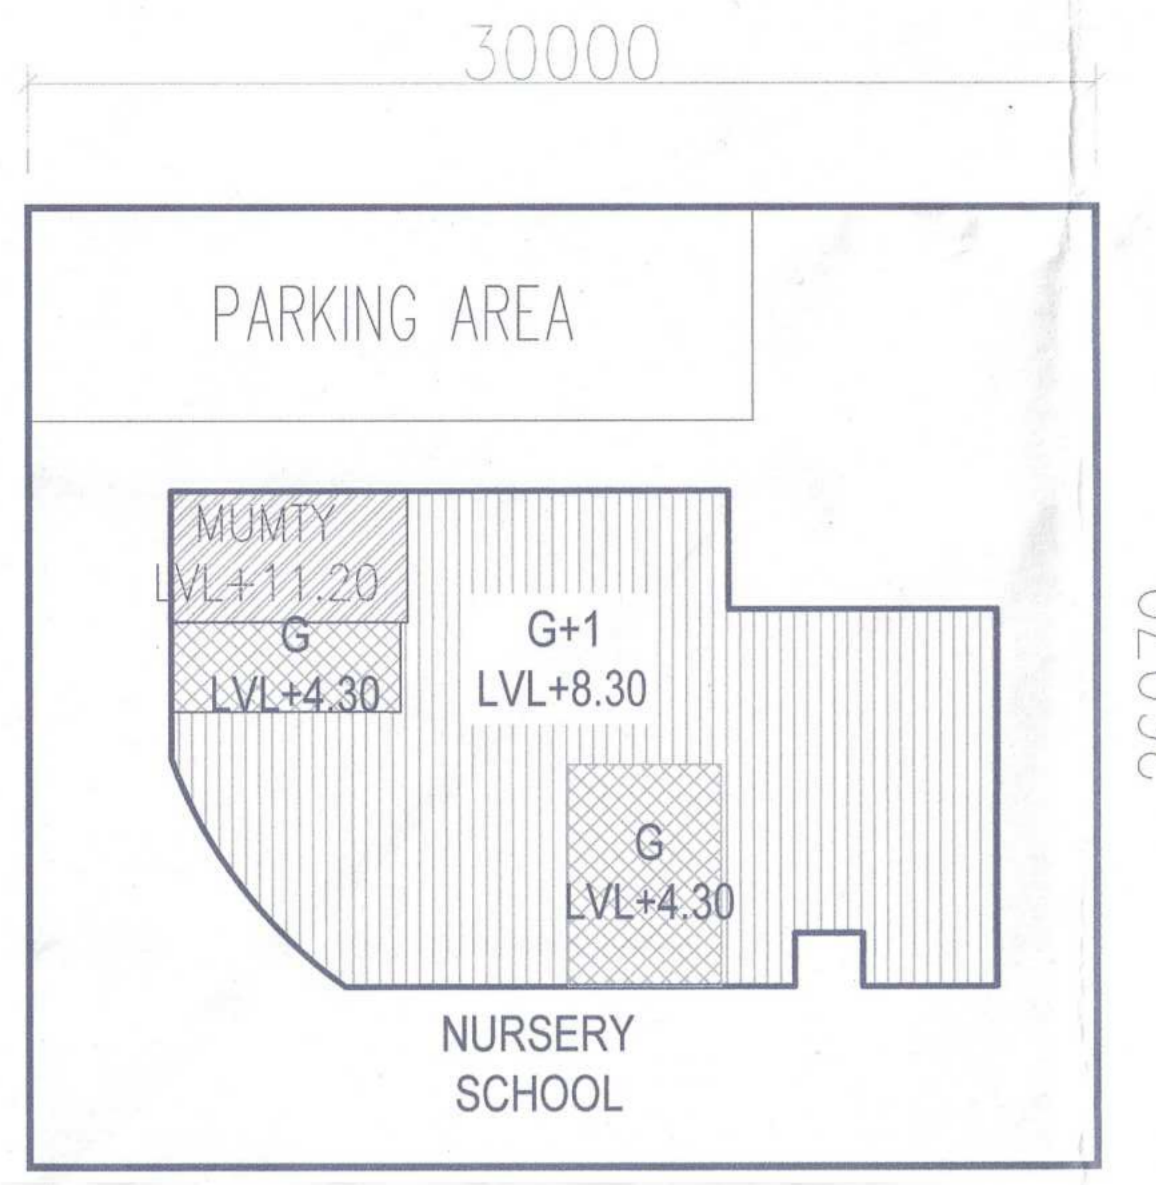 30000
PARKING AREA
MUMTY
LVL+11.20
G
LVL+4.30
G+1
LVL+8.30
G
LVL+4.30
NURSERY
SCHOOL